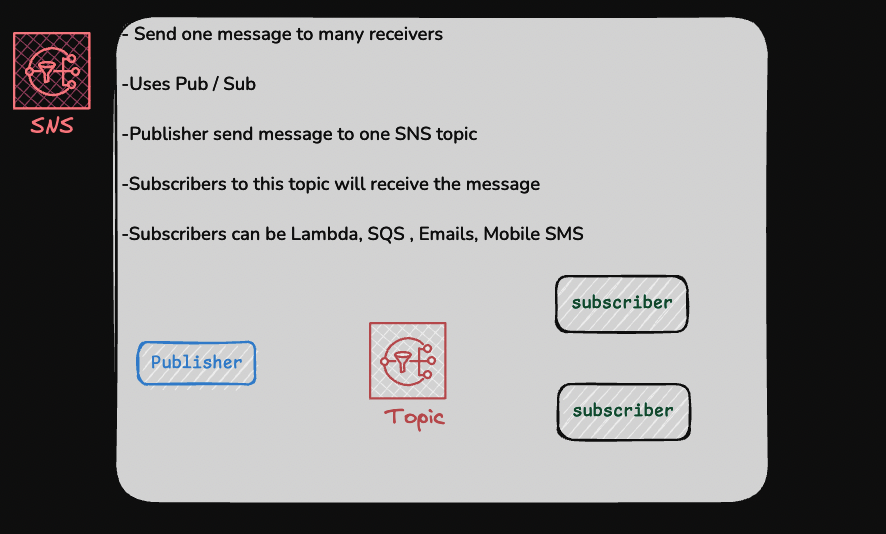 - Send one message to many receivers
SNS
-Uses Pub / Sub
-Publisher send message to one SNS topic
-Subscribers to this topic will receive the message
-Subscribers can be Lambda, SQS , Emails, Mobile SMS
subscriber
Publisher
Topic
subscriber